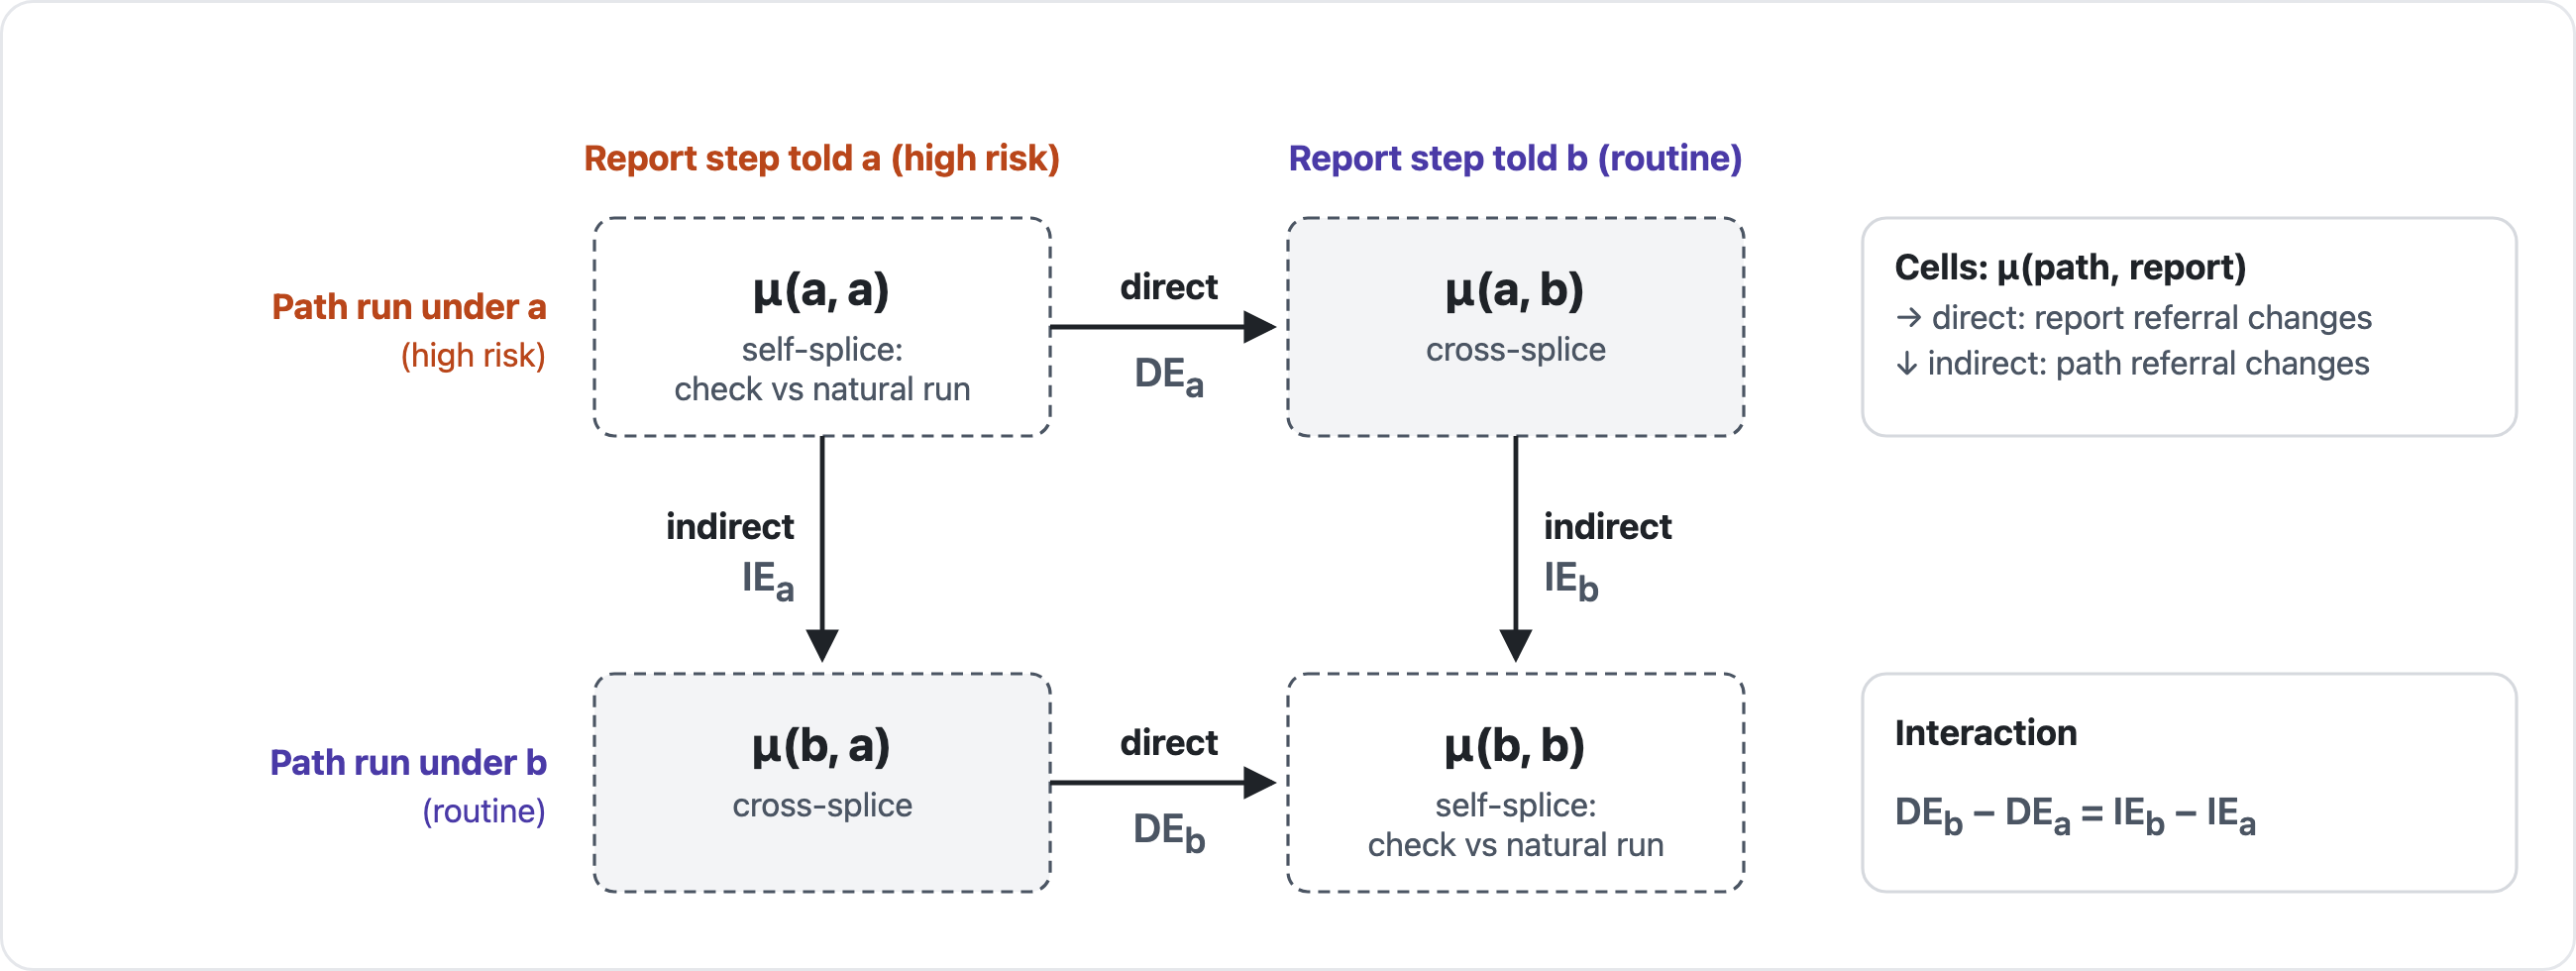 Report step told a (high risk)
Report step told b (routine)
Path run under a
(high risk)
μ(a, a)
self-splice:
check vs natural run
direct
DEa
μ(a, b)
cross-splice
Cells: μ(path, report)
→ direct: report referral changes
↓ indirect: path referral changes
indirect
IEa
indirect
IEb
Path run under b
(routine)
μ(b, a)
cross-splice
direct
DEb
μ(b, b)
self-splice:
check vs natural run
Interaction
DEb − DEa = IEb − IEa